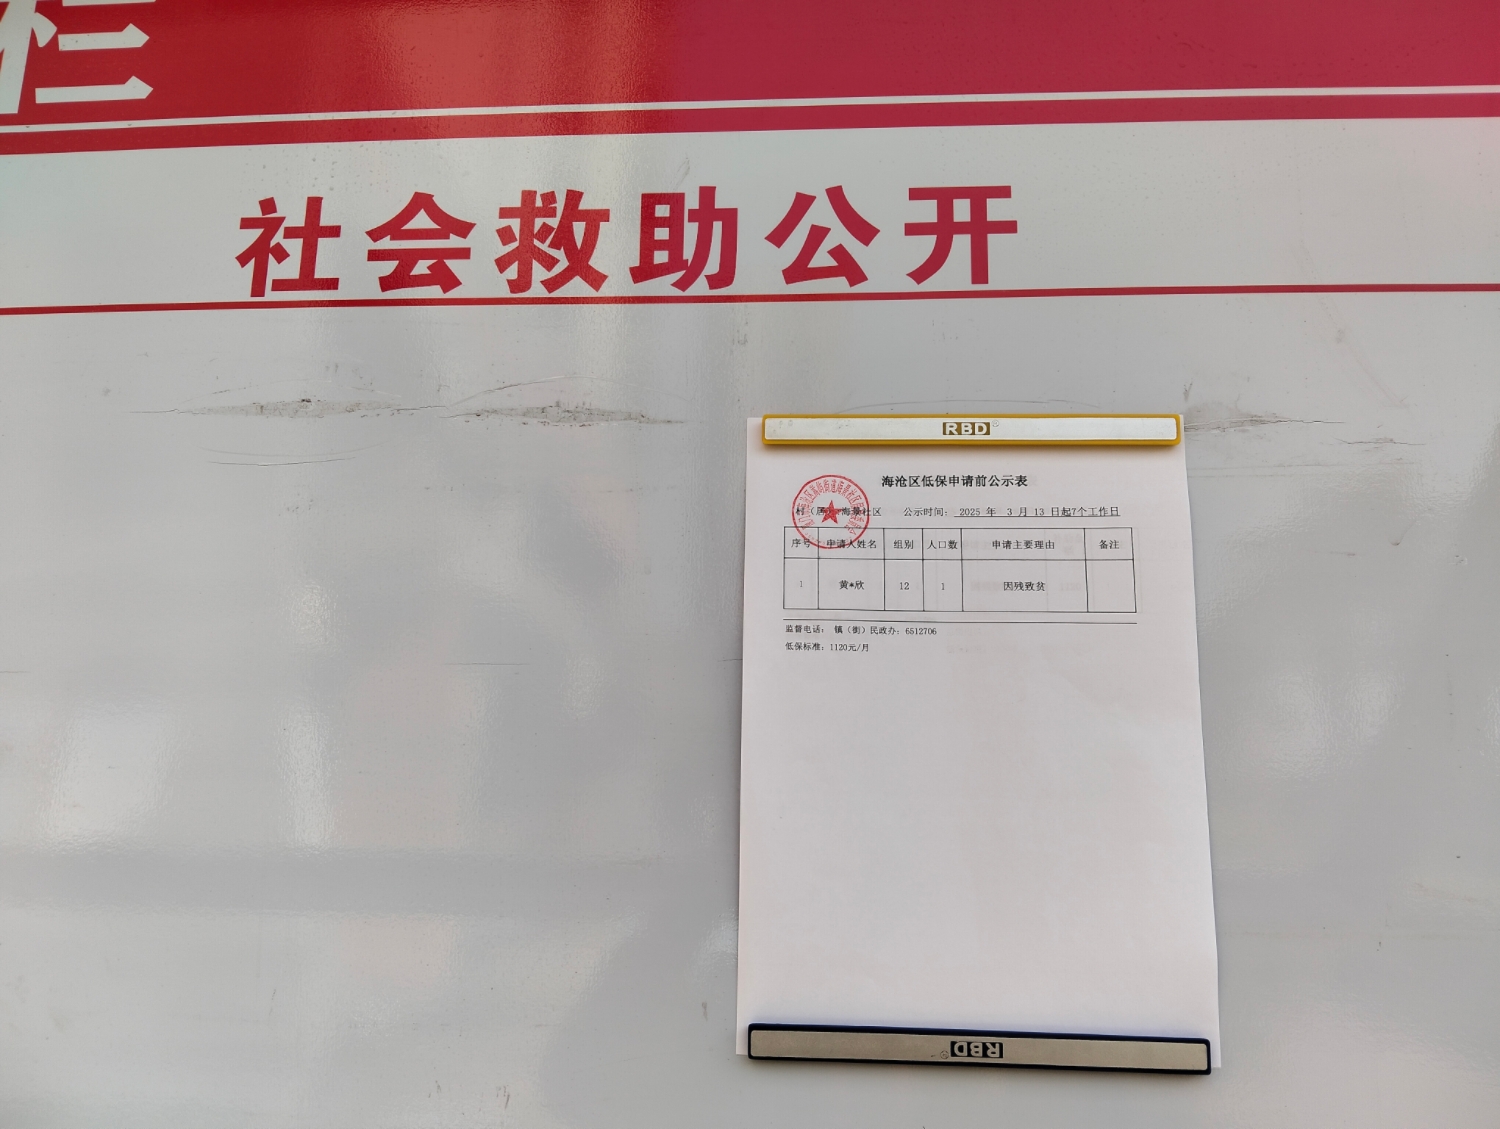 栏
社会救助公开
RBD
海沧区低保申请前公示表
村（居）海景社区 公示时间： 2025 年 3 月 13 日起7个工作日
序号 申请人姓名 组别 人口数 申请主要理由 备注
1 黄*欣 12 1 因残致贫
监督电话： 镇（街）民政办：6512706
低保标准：1120元/月
RBD